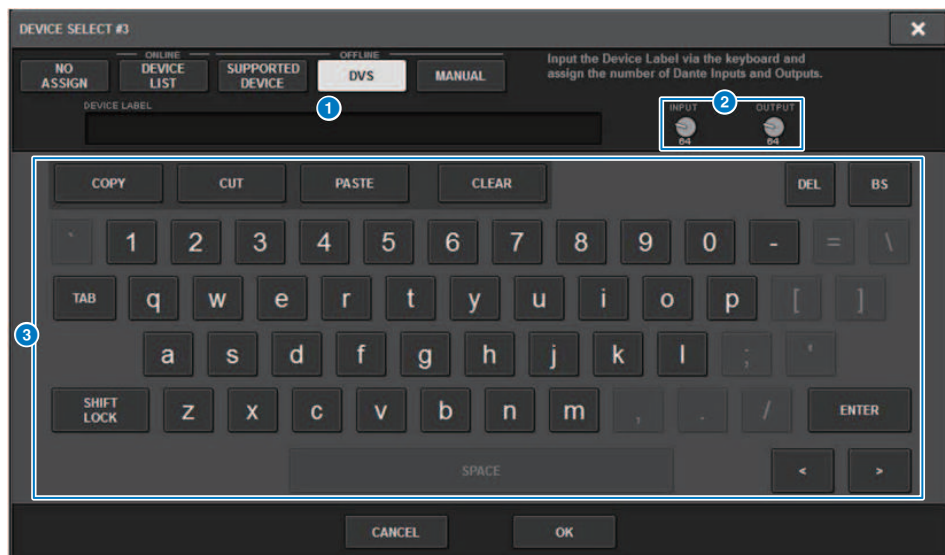 DEVICE SELECT #3
×
ONLINE
OFFLINE
NO ASSIGN
DEVICE LIST
SUPPORTED DEVICE
DVS
MANUAL
Input the Device Label via the keyboard and
assign the number of Dante Inputs and Outputs.
1
DEVICE LABEL
2
INPUT
OUTPUT
64
64
COPY CUT PASTE CLEAR DEL BS
` 1 2 3 4 5 6 7 8 9 0 - = \
TAB q w e r t y u i o p [ ]
3
a s d f g h j k l ; '
SHIFT LOCK z x c v b n m , . / ENTER
SPACE < >
CANCEL OK